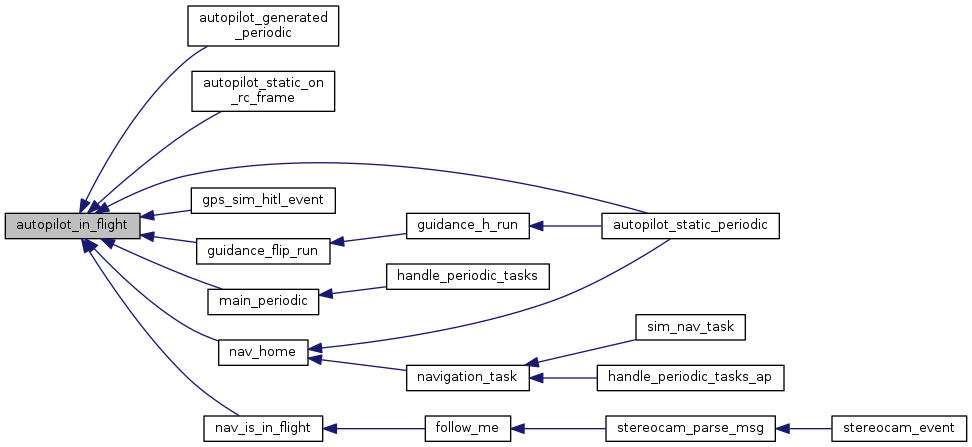 autopilot_generated
_periodic
autopilot_static_on
_rc_frame
gps_sim_hitl_event
autopilot_in_flight
guidance_h_run
autopilot_static_periodic
guidance_flip_run
handle_periodic_tasks
main_periodic
sim_nav_task
nav_home
navigation_task
handle_periodic_tasks_ap
nav_is_in_flight
follow_me
stereocam_parse_msg
stereocam_event